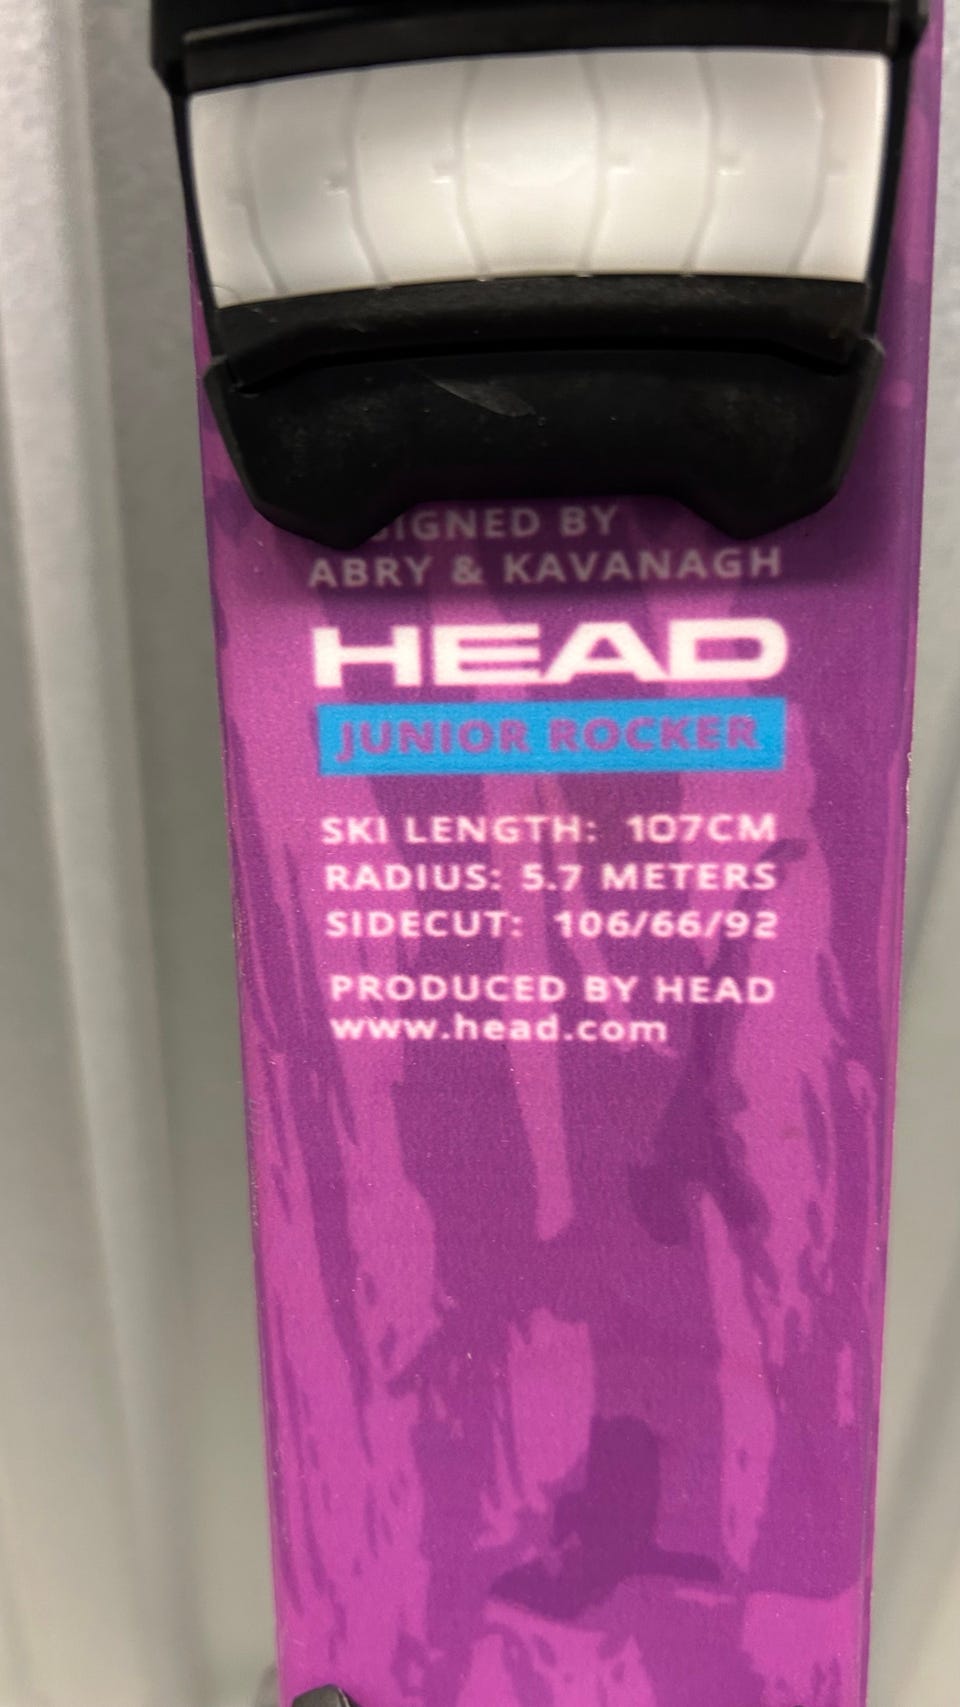 SIGNED BY
ABRY & KAVANAGH
HEAD
JUNIOR ROCKER
SKI LENGTH: 107CM
RADIUS: 5.7 METERS
SIDECUT: 106/66/92
PRODUCED BY HEAD
www.head.com